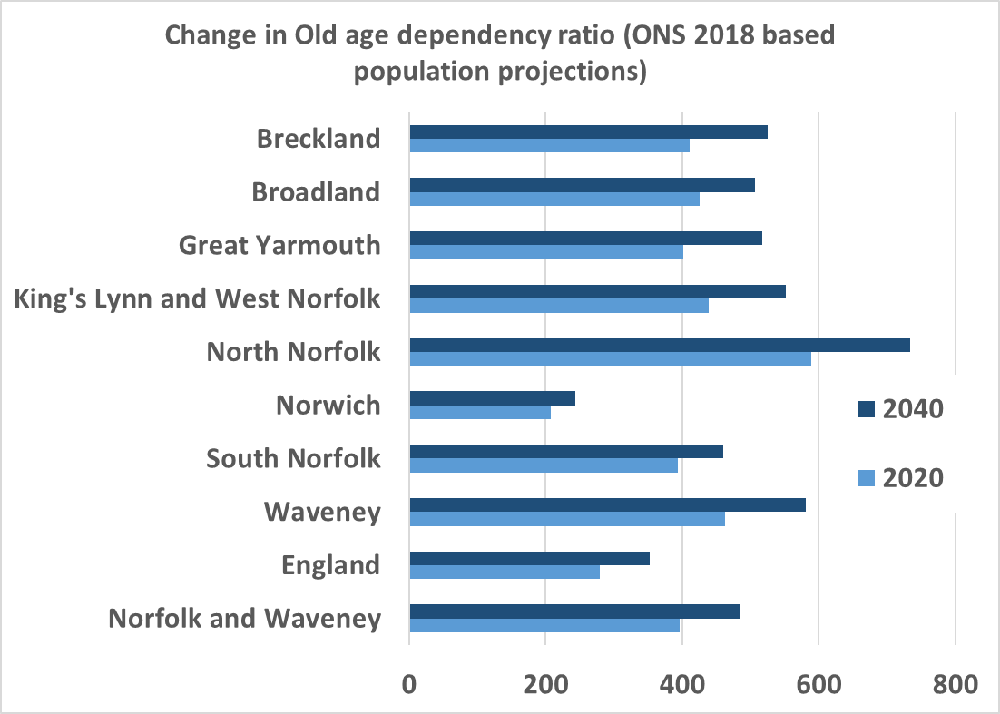 Change in Old age dependency ratio (ONS 2018 based
population projections)
Breckland
Broadland
Great Yarmouth
King's Lynn and West Norfolk
North Norfolk
Norwich
South Norfolk
Waveney
England
Norfolk and Waveney
2040
2020
0 200 400 600 800